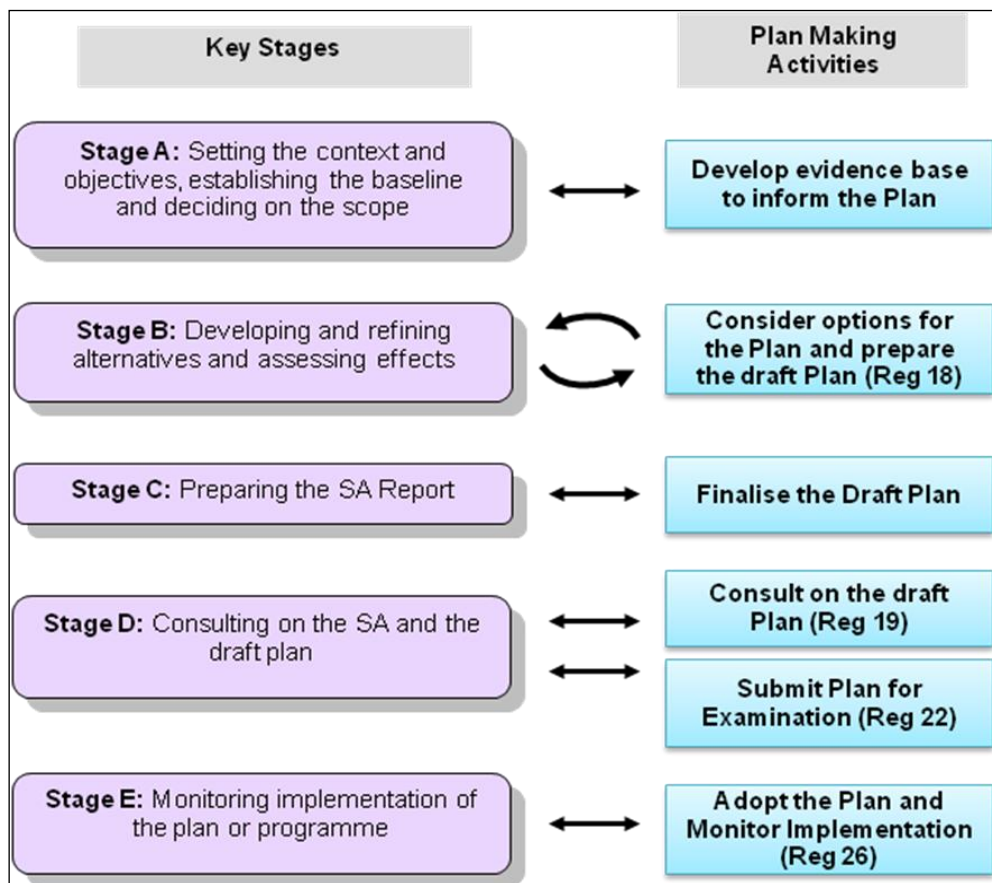 Key Stages
Plan Making
Activities
Stage A: Setting the context and
objectives, establishing the baseline
and deciding on the scope
Develop evidence base
to inform the Plan
Stage B: Developing and refining
alternatives and assessing effects
Consider options for
the Plan and prepare
the draft Plan (Reg 18)
Stage C: Preparing the SA Report
Finalise the Draft Plan
Stage D: Consulting on the SA and the
draft plan
Consult on the draft
Plan (Reg 19)
Submit Plan for
Examination (Reg 22)
Stage E: Monitoring implementation of
the plan or programme
Adopt the Plan and
Monitor Implementation
(Reg 26)